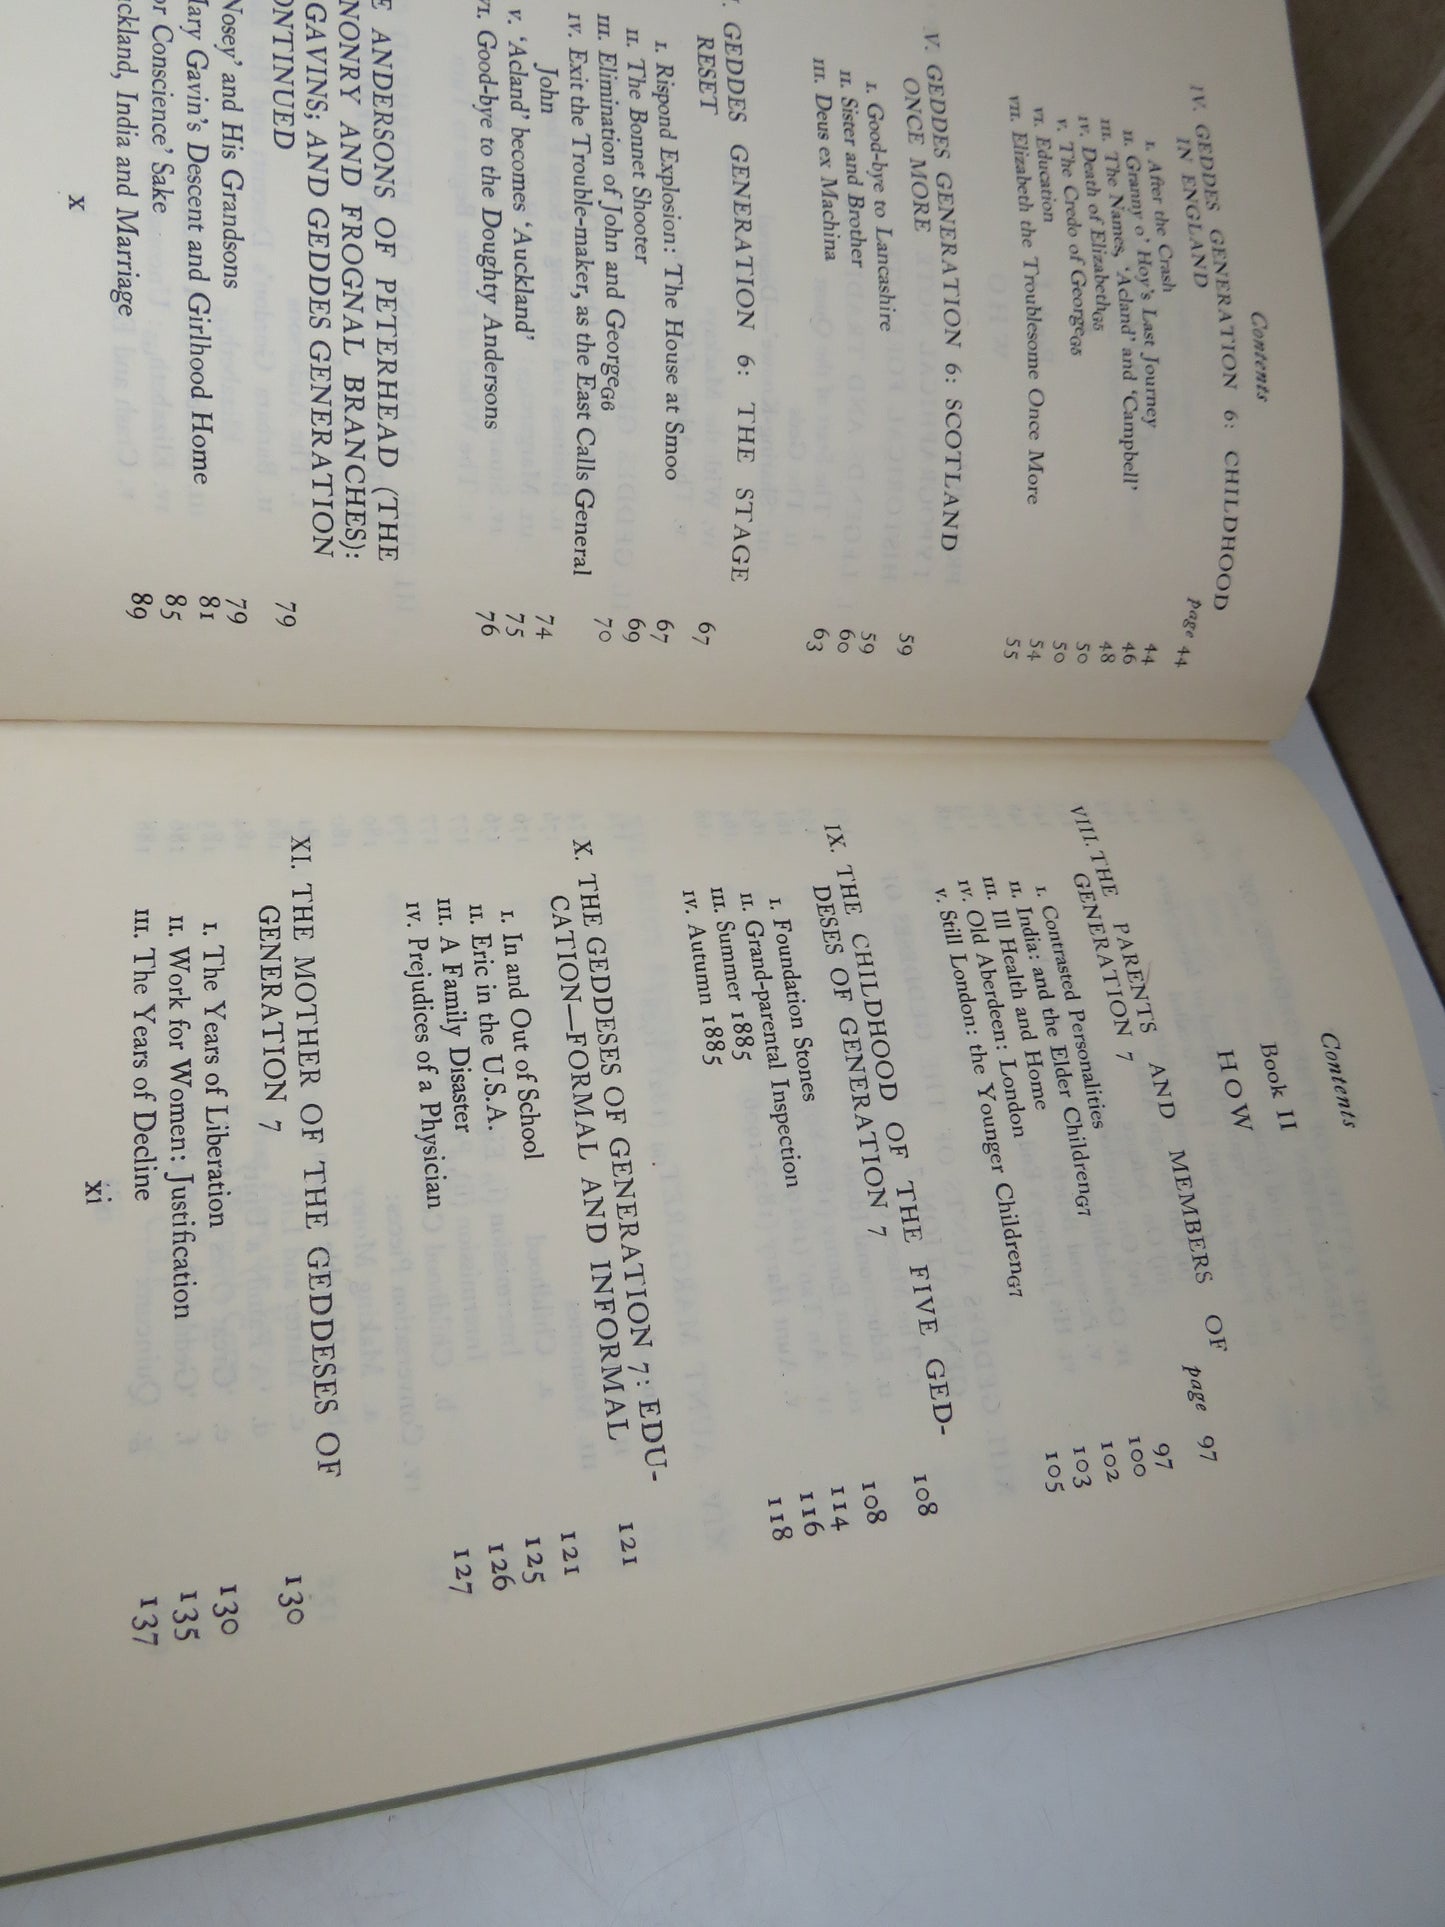 Contents
IV. GEDDES GENERATION 6: CHILDHOOD
IN ENGLAND page 44
I. After the Crash 44
II. Granny o' Hoy's Last Journey 46
III. The Names, 'Acland' and 'Campbell' 48
IV. Death of ElizabethG5 50
V. The Credo of GeorgeG5 50
VI. Education 54
VII. Elizabeth the Troublesome Once More 55
V. GEDDES GENERATION 6: SCOTLAND
ONCE MORE 59
I. Good-bye to Lancashire 59
II. Sister and Brother 60
III. Deus ex Machina 63
. GEDDES GENERATION 6: THE STAGE
RESET 67
I. Rispond Explosion: The House at Smoo 67
II. The Bonnet Shooter 69
III. Elimination of John and GeorgeG6 70
IV. Exit the Trouble-maker, as the East Calls General
John 74
V. 'Acland' becomes 'Auckland' 75
VI. Good-bye to the Doughty Andersons 76
E ANDERSONS OF PETERHEAD (THE
NONRY AND FROGNAL BRANCHES):
GAVINS; AND GEDDES GENERATION
ONTINUED 79
Nosey' and His Grandsons 79
Mary Gavin's Descent and Girlhood Home 81
or Conscience' Sake 85
uckland, India and Marriage 89
x
Contents
Book II
HOW
VIII. THE PARENTS AND MEMBERS OF
GENERATION 7 page 97
I. Contrasted Personalities 97
II. India: and the Elder ChildrenG7 100
III. Ill Health and Home 102
IV. Old Aberdeen: London 103
V. Still London: the Younger ChildrenG7 105
IX. THE CHILDHOOD OF THE FIVE GED-
DESES OF GENERATION 7 108
I. Foundation Stones 108
II. Grand-parental Inspection 114
III. Summer 1885 116
IV. Autumn 1885 118
X. THE GEDDESES OF GENERATION 7: EDU-
CATION—FORMAL AND INFORMAL 121
I. In and Out of School 121
II. Eric in the U.S.A. 125
III. A Family Disaster 126
IV. Prejudices of a Physician 127
XI. THE MOTHER OF THE GEDDESES OF
GENERATION 7 130
I. The Years of Liberation 130
II. Work for Women: Justification 135
III. The Years of Decline 137
xi